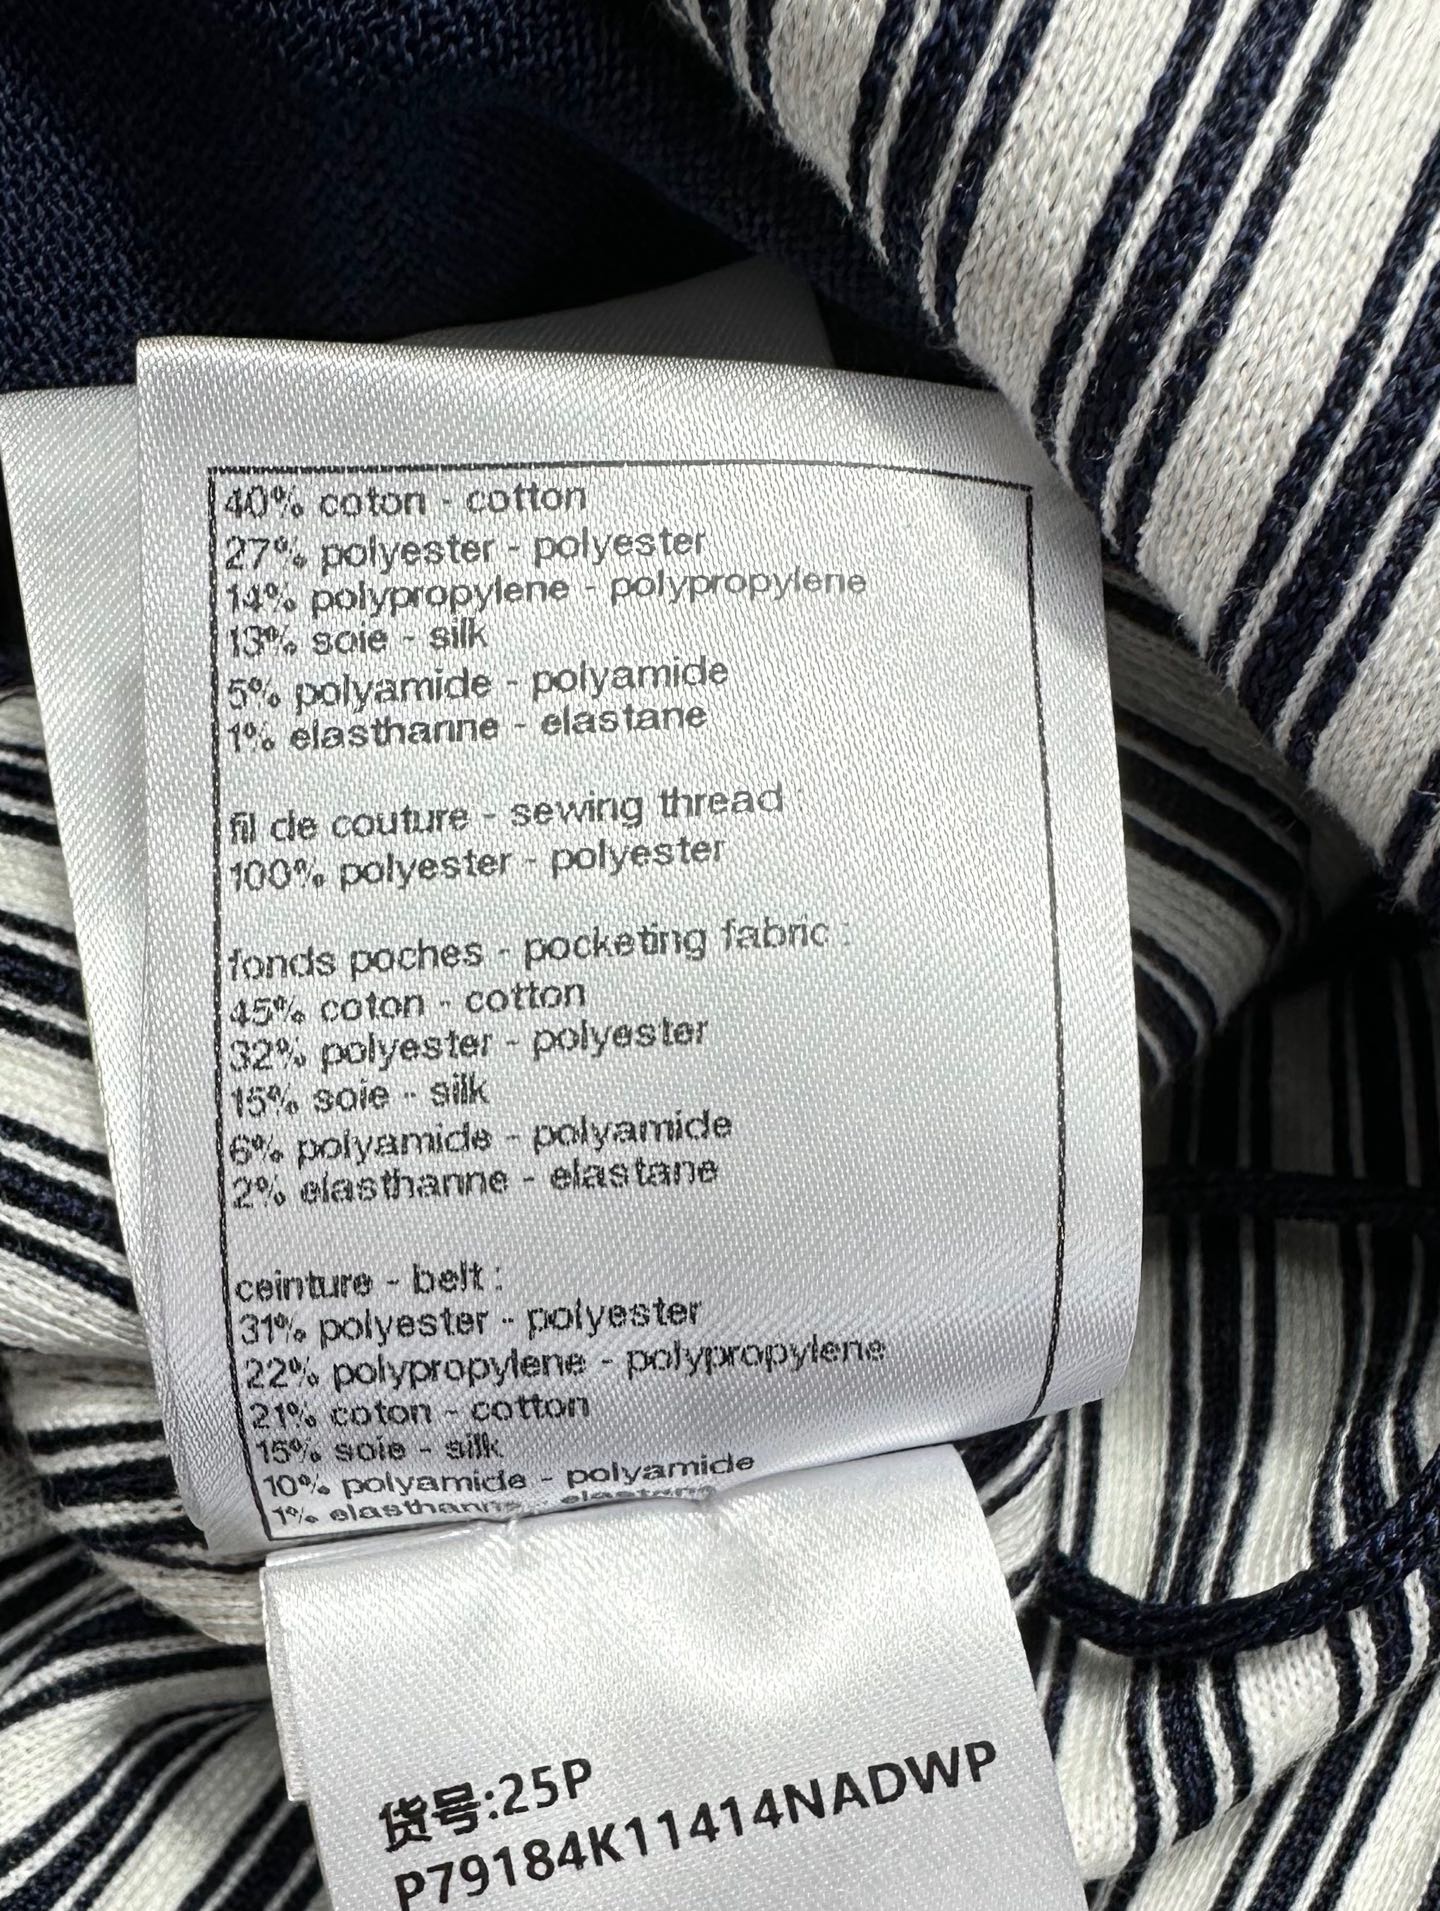 40% coton - cotton
27% polyester - polyester
14% polypropylene - polypropylene
13% soie - silk
5% polyamide - polyamide
1% elasthanne - elastane
fil de couture - sewing thread :
100% polyester - polyester
fonds poches - pocketing fabric :
45% coton - cotton
32% polyester - polyester
15% soie - silk
6% polyamide - polyamide
2% elasthanne - elastane
ceinture - belt :
31% polyester - polyester
22% polypropylene - polypropylene
21% coton - cotton
15% soie - silk
10% polyamide - polyamide
1% elasthanne - elastane
货号:25P
P79184K11414NADWP